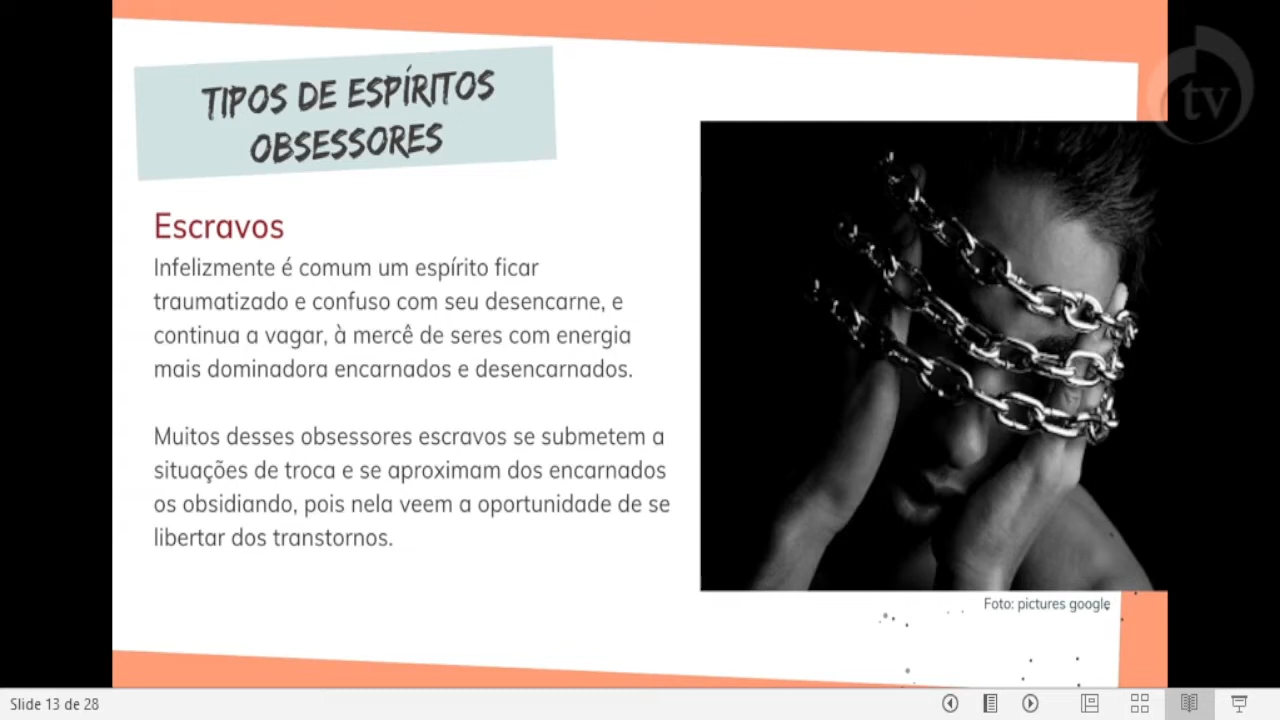 TIPOS DE ESPÍRITOS
OBSESSORES
tv
Escravos
Infelizmente é comum um espírito ficar
traumatizado e confuso com seu desencarne, e
continua a vagar, à mercê de seres com energia
mais dominadora encarnados e desencarnados.
Muitos desses obsessores escravos se submetem a
situações de troca e se aproximam dos encarnados
os obsidiando, pois nela veem a oportunidade de se
libertar dos transtornos.
Foto: pictures google
Slide 13 de 28